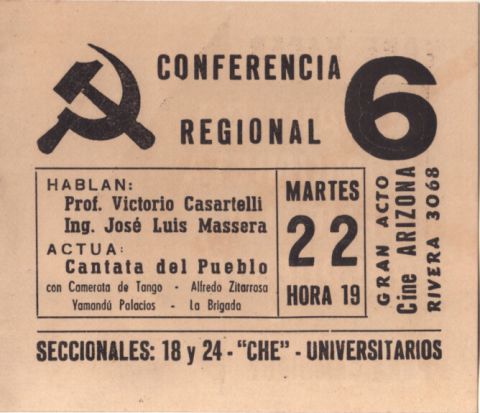 CONFERENCIA
REGIONAL
6
HABLAN:
Prof. Victorio Casartelli
Ing. José Luis Massera
ACTUA:
Cantata del Pueblo
con Camerota de Tango - Alfredo Zitarrosa
Yamandú Palacios - La Brigada
MARTES
22
HORA 19
GRAN ACTO
Cine ARIZONA
RIVERA 3068
SECCIONALES: 18 y 24 - "CHE" - UNIVERSITARIOS